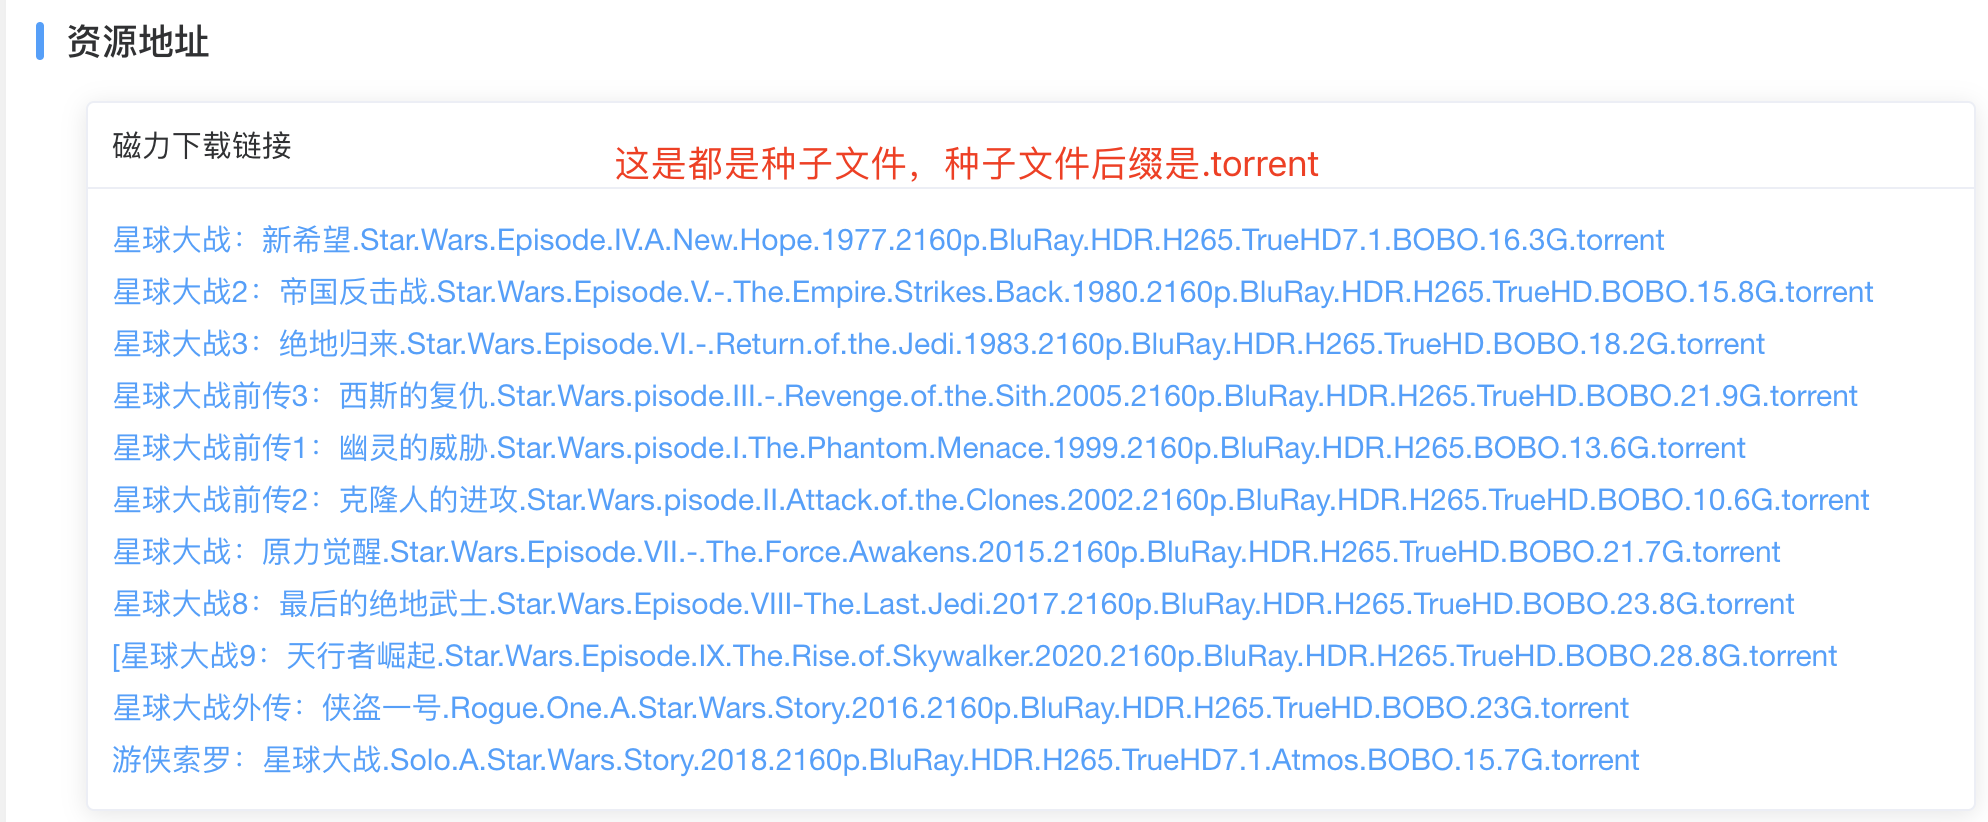 资源地址
磁力下载链接
这是都是种子文件，种子文件后缀是.torrent
星球大战：新希望.Star.Wars.Episode.IV.A.New.Hope.1977.2160p.BluRay.HDR.H265.TrueHD7.1.BOBO.16.3G.torrent
星球大战2：帝国反击战.Star.Wars.Episode.V.-.The.Empire.Strikes.Back.1980.2160p.BluRay.HDR.H265.TrueHD.BOBO.15.8G.torrent
星球大战3：绝地归来.Star.Wars.Episode.VI.-.Return.of.the.Jedi.1983.2160p.BluRay.HDR.H265.TrueHD.BOBO.18.2G.torrent
星球大战前传3：西斯的复仇.Star.Wars.pisode.III.-.Revenge.of.the.Sith.2005.2160p.BluRay.HDR.H265.TrueHD.BOBO.21.9G.torrent
星球大战前传1：幽灵的威胁.Star.Wars.pisode.I.The.Phantom.Menace.1999.2160p.BluRay.HDR.H265.BOBO.13.6G.torrent
星球大战前传2：克隆人的进攻.Star.Wars.pisode.II.Attack.of.the.Clones.2002.2160p.BluRay.HDR.H265.TrueHD.BOBO.10.6G.torrent
星球大战：原力觉醒.Star.Wars.Episode.VII.-.The.Force.Awakens.2015.2160p.BluRay.HDR.H265.TrueHD.BOBO.21.7G.torrent
星球大战8：最后的绝地武士.Star.Wars.Episode.VIII-The.Last.Jedi.2017.2160p.BluRay.HDR.H265.TrueHD.BOBO.23.8G.torrent
[星球大战9：天行者崛起.Star.Wars.Episode.IX.The.Rise.of.Skywalker.2020.2160p.BluRay.HDR.H265.TrueHD.BOBO.28.8G.torrent
星球大战外传：侠盗一号.Rogue.One.A.Star.Wars.Story.2016.2160p.BluRay.HDR.H265.TrueHD.BOBO.23G.torrent
游侠索罗：星球大战.Solo.A.Star.Wars.Story.2018.2160p.BluRay.HDR.H265.TrueHD7.1.Atmos.BOBO.15.7G.torrent